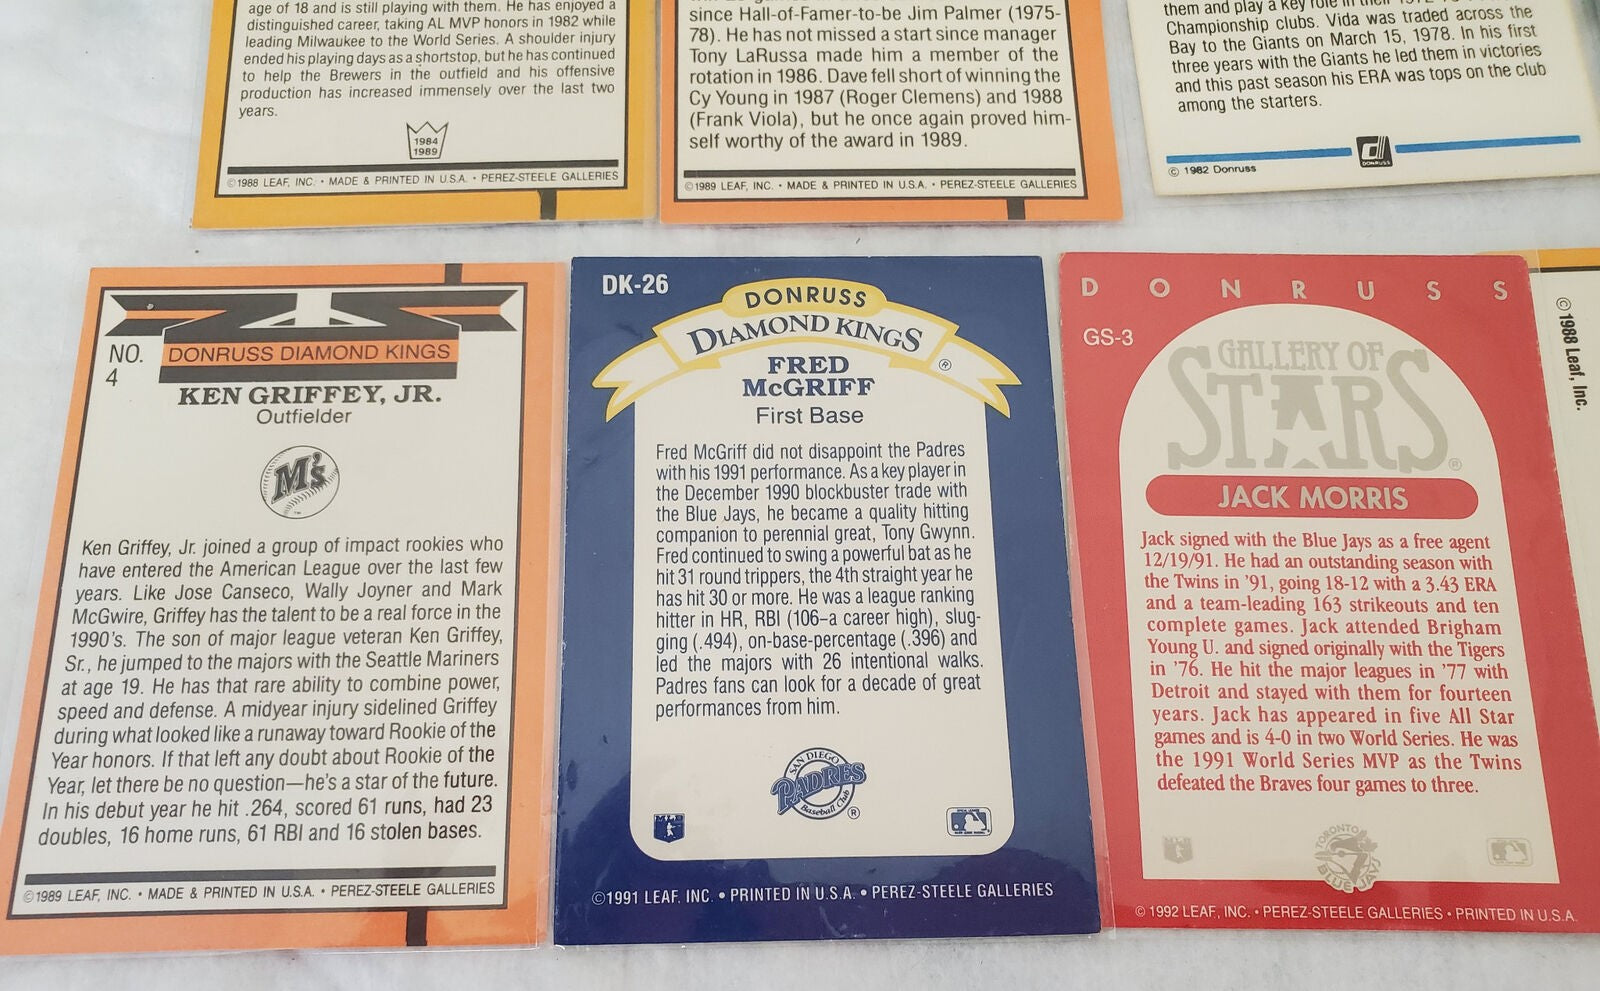 age of 18 and is still playing with them. He has enjoyed a
distinguished career, taking AL MVP honors in 1982 while
leading Milwaukee to the World Series. A shoulder injury
ended his playing days as a shortstop, but he has continued
to help the Brewers in the outfield and his offensive
production has increased immensely over the last two
years.
1984
1989
©1988 LEAF, INC. • MADE & PRINTED IN U.S.A. • PEREZ-STEELE GALLERIES
since Hall-of-Famer-to-be Jim Palmer (1975-
78). He has not missed a start since manager
Tony LaRussa made him a member of the
rotation in 1986. Dave fell short of winning the
Cy Young in 1987 (Roger Clemens) and 1988
(Frank Viola), but he once again proved him-
self worthy of the award in 1989.
©1989 LEAF, INC. • MADE & PRINTED IN U.S.A. • PEREZ-STEELE GALLERIES
them and play a key role in their
Championship clubs. Vida was traded across the
Bay to the Giants on March 15, 1978. In his first
three years with the Giants he led them in victories
and this past season his ERA was tops on the club
among the starters.
DONRUSS
© 1982 Donruss
NO.
4
DONRUSS DIAMOND KINGS
KEN GRIFFEY, JR.
Outfielder
M's
TM
Ken Griffey, Jr. joined a group of impact rookies who
have entered the American League over the last few
years. Like Jose Canseco, Wally Joyner and Mark
McGwire, Griffey has the talent to be a real force in the
1990's. The son of major league veteran Ken Griffey,
Sr., he jumped to the majors with the Seattle Mariners
at age 19. He has that rare ability to combine power,
speed and defense. A midyear injury sidelined Griffey
during what looked like a runaway toward Rookie of the
Year honors. If that left any doubt about Rookie of the
Year, let there be no question—he's a star of the future.
In his debut year he hit .264, scored 61 runs, had 23
doubles, 16 home runs, 61 RBI and 16 stolen bases.
©1989 LEAF, INC. • MADE & PRINTED IN U.S.A. • PEREZ-STEELE GALLERIES
DK-26
DONRUSS
DIAMOND KINGS
®
FRED
McGRIFF
First Base
Fred McGriff did not disappoint the Padres
with his 1991 performance. As a key player in
the December 1990 blockbuster trade with
the Blue Jays, he became a quality hitting
companion to perennial great, Tony Gwynn.
Fred continued to swing a powerful bat as he
hit 31 round trippers, the 4th straight year he
has hit 30 or more. He was a league ranking
hitter in HR, RBI (106–a career high), slug-
ging (.494), on-base-percentage (.396) and
led the majors with 26 intentional walks.
Padres fans can look for a decade of great
performances from him.
SAN DIEGO
PADRES
Baseball Club
®
©1991 LEAF, INC. • PRINTED IN U.S.A. • PEREZ-STEELE GALLERIES
DONRUSS
GS-3
GALLERY OF
STARS
®
JACK MORRIS
Jack signed with the Blue Jays as a free agent
12/19/91. He had an outstanding season with
the Twins in '91, going 18-12 with a 3.43 ERA
and a team-leading 163 strikeouts and ten
complete games. Jack attended Brigham
Young U. and signed originally with the Tigers
in '76. He hit the major leagues in '77 with
Detroit and stayed with them for fourteen
years. Jack has appeared in five All Star
games and is 4-0 in two World Series. He was
the 1991 World Series MVP as the Twins
defeated the Braves four games to three.
TORONTO
BLUE JAYS
© 1992 LEAF, INC. • PEREZ-STEELE GALLERIES • PRINTED IN U.S.A.
© 1988 Leaf, Inc.